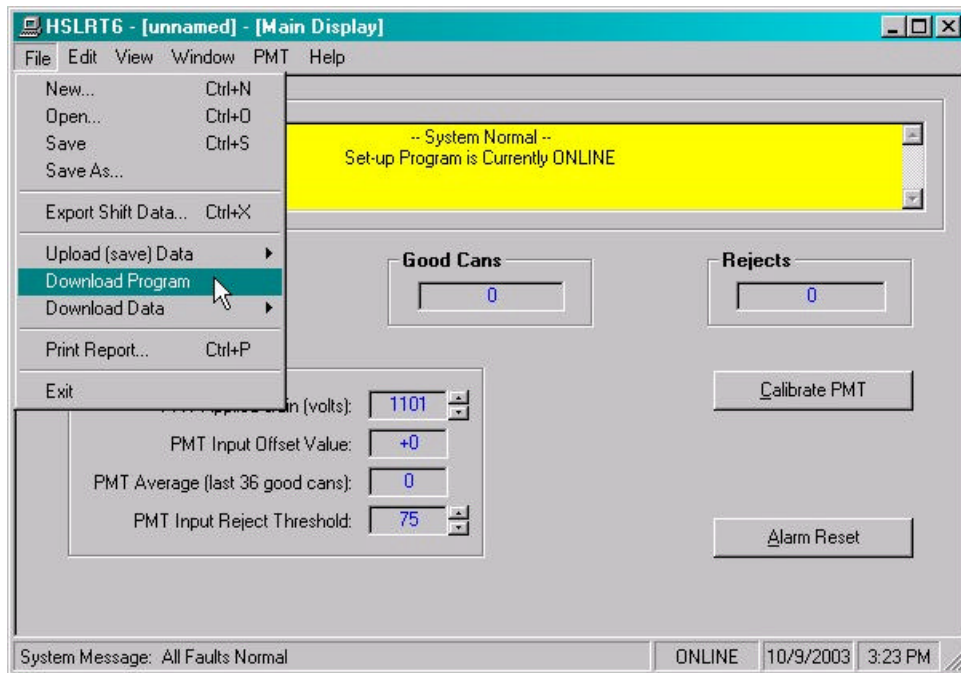 HSLRT6 - [unnamed] - [Main Display]
File Edit View Window PMT Help
New... Ctrl+N
Open... Ctrl+O
Save Ctrl+S
Save As...
Export Shift Data... Ctrl+X
Upload (save) Data
Download Program
Download Data
Print Report... Ctrl+P
Exit
-- System Normal --
Set-up Program is Currently ONLINE
Good Cans
0
Rejects
0
(volts): 1101
PMT Input Offset Value: +0
PMT Average (last 36 good cans): 0
PMT Input Reject Threshold: 75
Calibrate PMT
Alarm Reset
System Message: All Faults Normal ONLINE 10/9/2003 3:23 PM